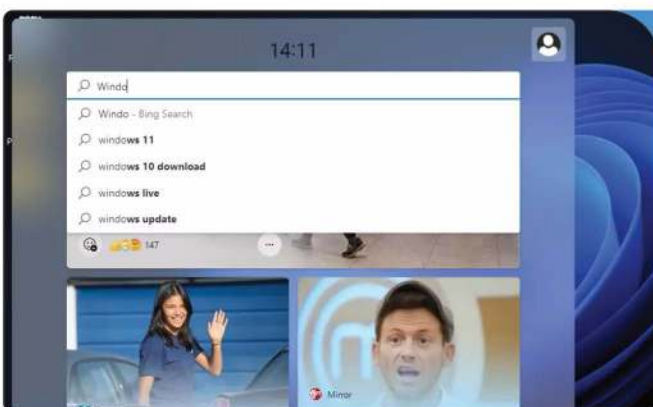 14:11
Windo
Windo - Bing Search
windows 11
windows 10 download
windows live
windows update
147
Mirror